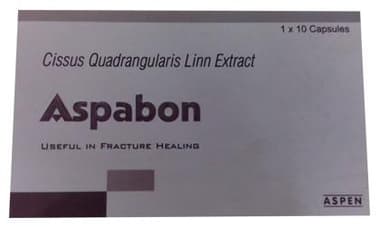 1 x 10 Capsules
Cissus Quadrangularis Linn Extract
Aspabon
USEFUL IN FRACTURE HEALING
ASPEN